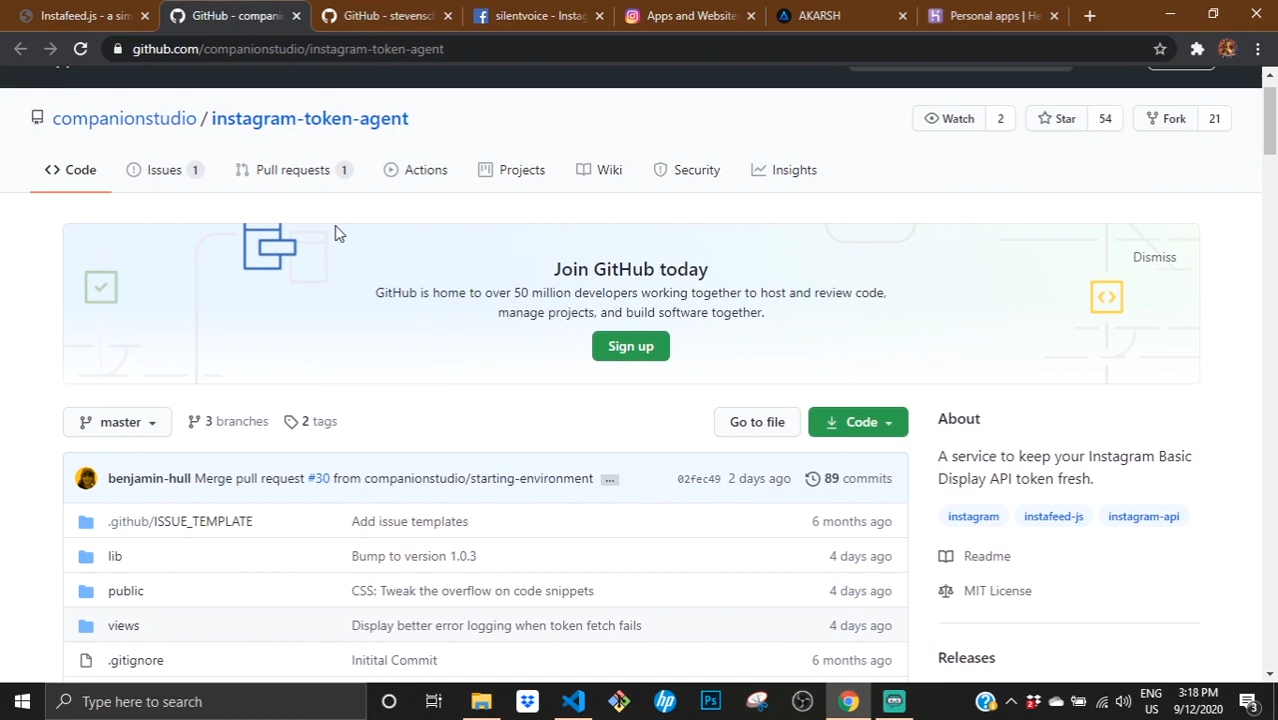 Instafeed.js - a sim
GitHub - compani
GitHub - stevensc
silentvoice - Instag
Apps and Website
AKARSH
Personal apps | He
github.com/companionstudio/instagram-token-agent
companionstudio / instagram-token-agent
Watch 2
Star 54
Fork 21
Code
Issues 1
Pull requests 1
Actions
Projects
Wiki
Security
Insights
Join GitHub today
Dismiss
GitHub is home to over 50 million developers working together to host and review code,
manage projects, and build software together.
Sign up
master
3 branches
2 tags
Go to file
Code
benjamin-hull Merge pull request #30 from companionstudio/starting-environment ... 02fec49 2 days ago 89 commits
.github/ISSUE_TEMPLATE Add issue templates 6 months ago
lib Bump to version 1.0.3 4 days ago
public CSS: Tweak the overflow on code snippets 4 days ago
views Display better error logging when token fetch fails 4 days ago
.gitignore Initital Commit 6 months ago
About
A service to keep your Instagram Basic
Display API token fresh.
instagram instafeed-js instagram-api
Readme
MIT License
Releases
Type here to search
ENG
US
3:18 PM
9/12/2020
3